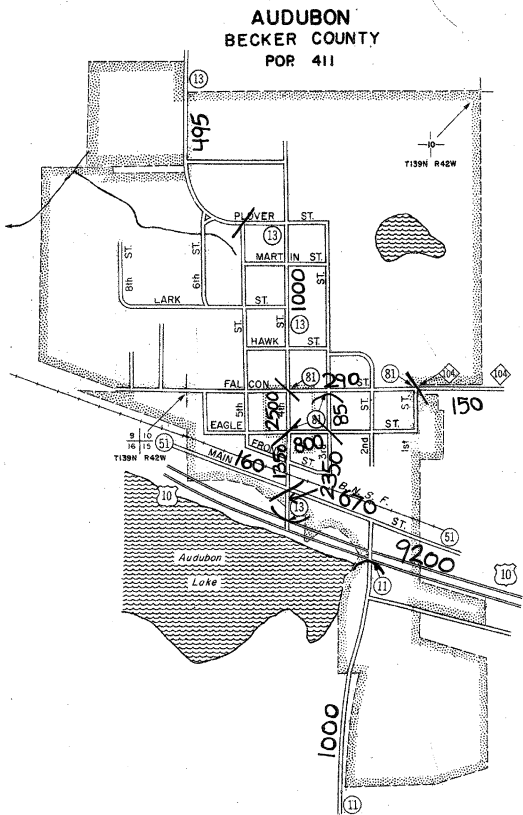 AUDUBON
BECKER COUNTY
POP. 411
13
495
10
T139N R42W
PLOVER ST.
13
MARTIN ST.
8th ST.
6th ST.
1000
ST.
LARK ST.
13
5th ST.
4th ST.
HAWK ST.
81
290
81
104
104
FALCON ST.
150
2500
81
85
EAGLE ST.
3rd
2nd ST.
1st ST.
9 10
16 15
T139N R42W
51
FRONT ST.
800
MAIN
160
1350
2350
B.N.S.F.
670
ST.
51
10
13
9200
Audubon
Lake
10
11
1000
11